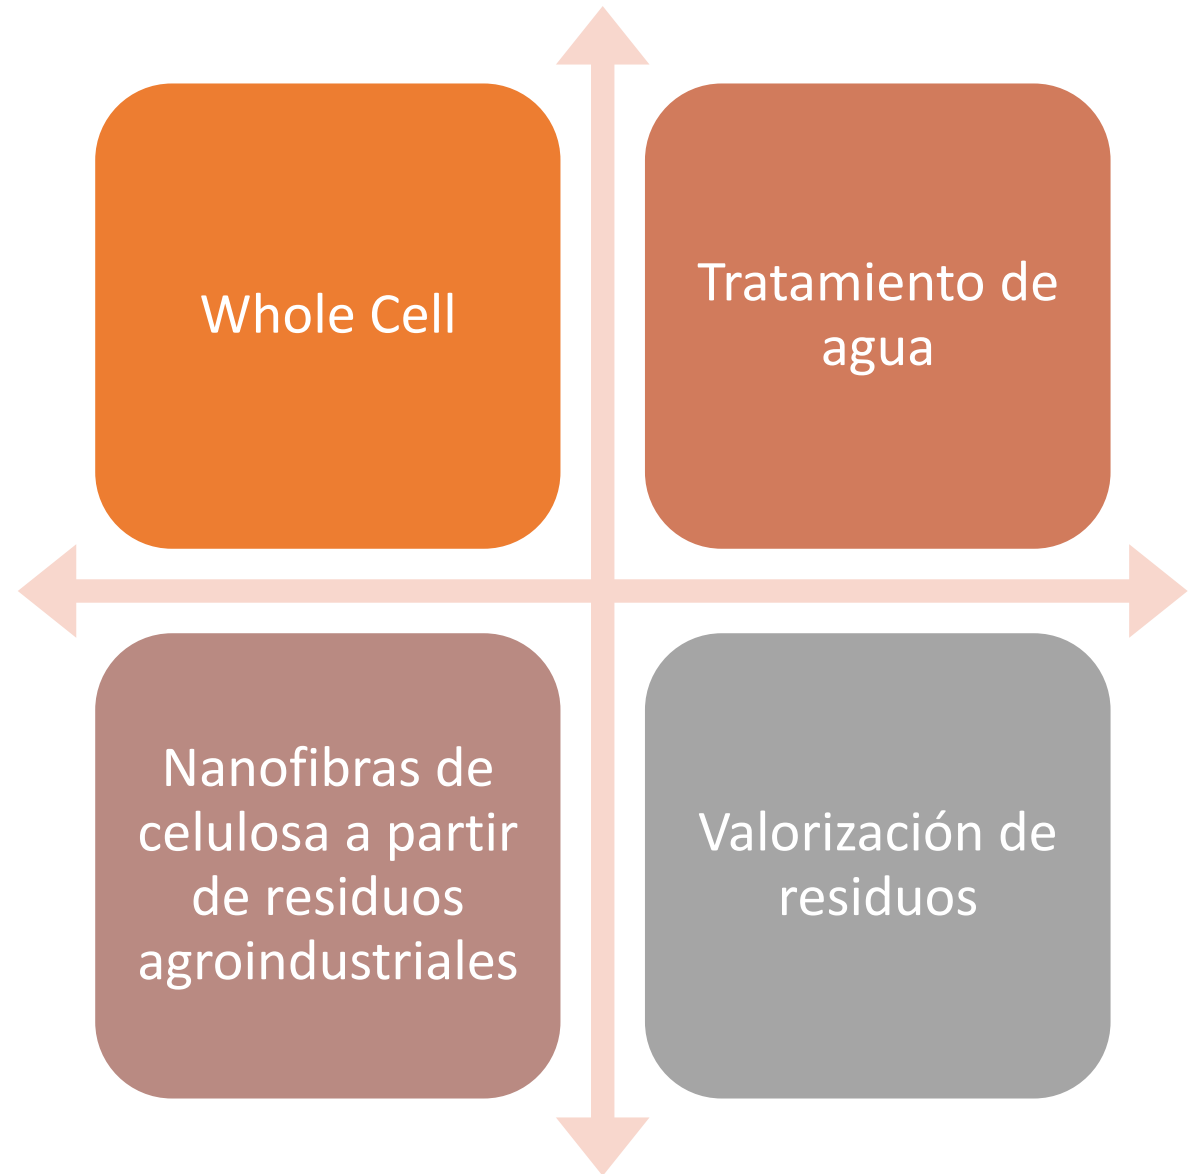 Whole Cell
Tratamiento de
agua
Nanofibras de
celulosa a partir
de residuos
agroindustriales
Valorización de
residuos